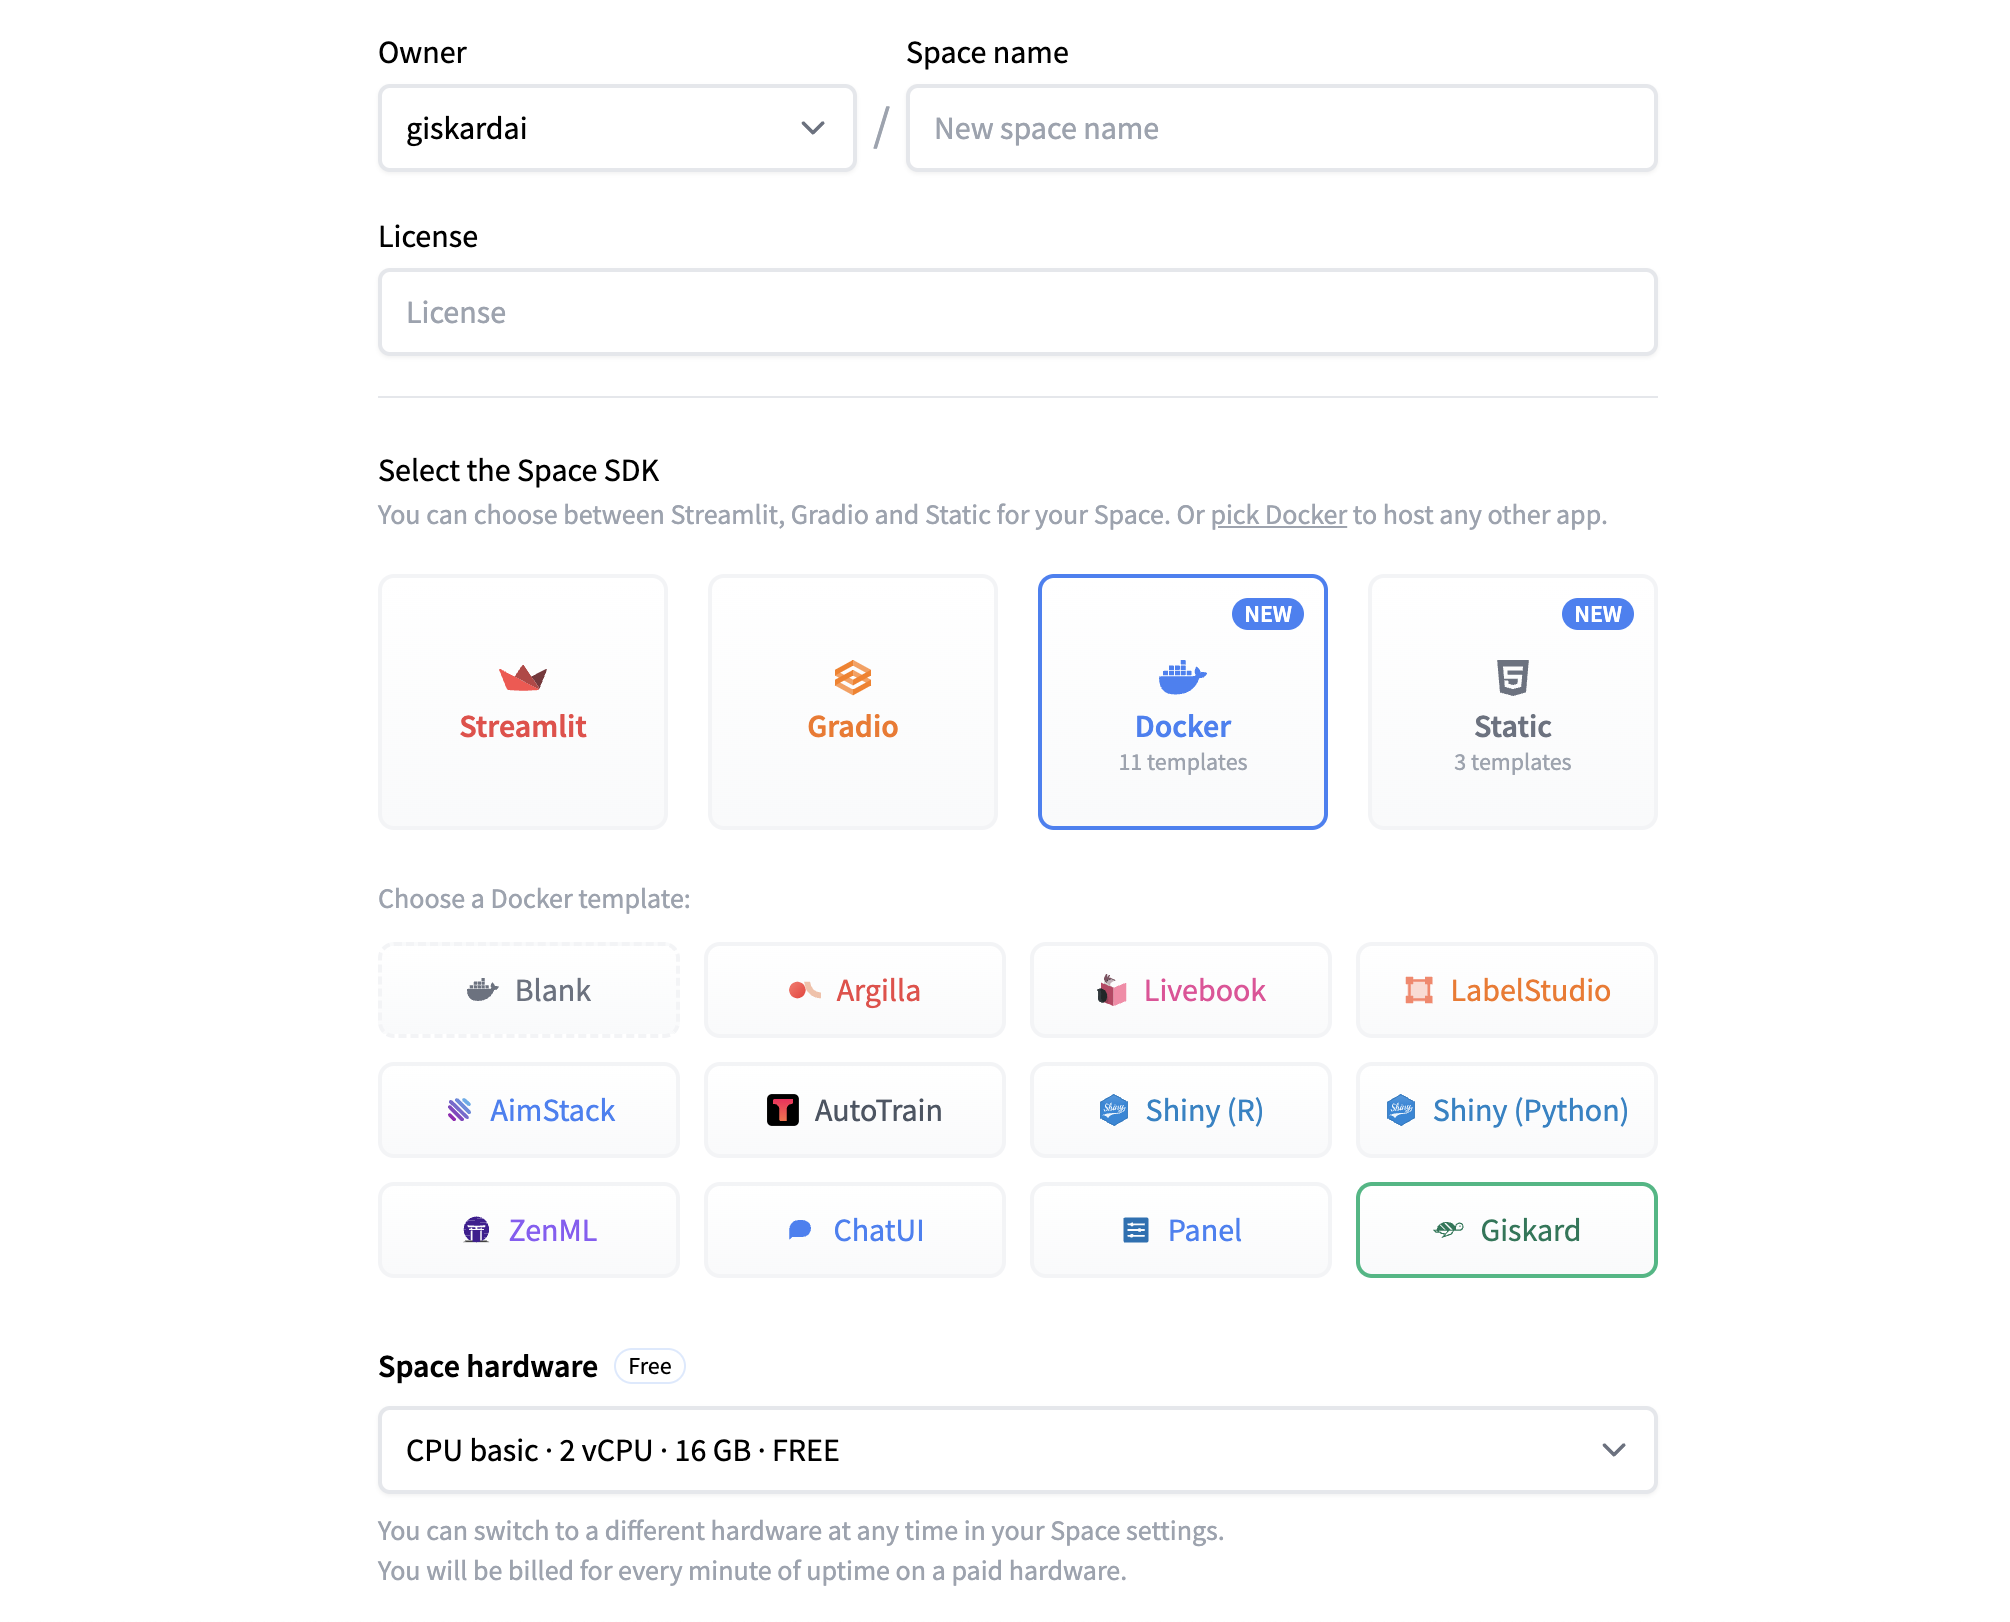 Owner
Space name
giskardai
/
New space name
License
License
Select the Space SDK
You can choose between Streamlit, Gradio and Static for your Space. Or pick Docker to host any other app.
Streamlit
Gradio
NEW
Docker
11 templates
NEW
Static
3 templates
Choose a Docker template:
Blank
Argilla
Livebook
LabelStudio
AimStack
AutoTrain
Shiny (R)
Shiny (Python)
ZenML
ChatUI
Panel
Giskard
Space hardware
Free
CPU basic · 2 vCPU · 16 GB · FREE
You can switch to a different hardware at any time in your Space settings.
You will be billed for every minute of uptime on a paid hardware.